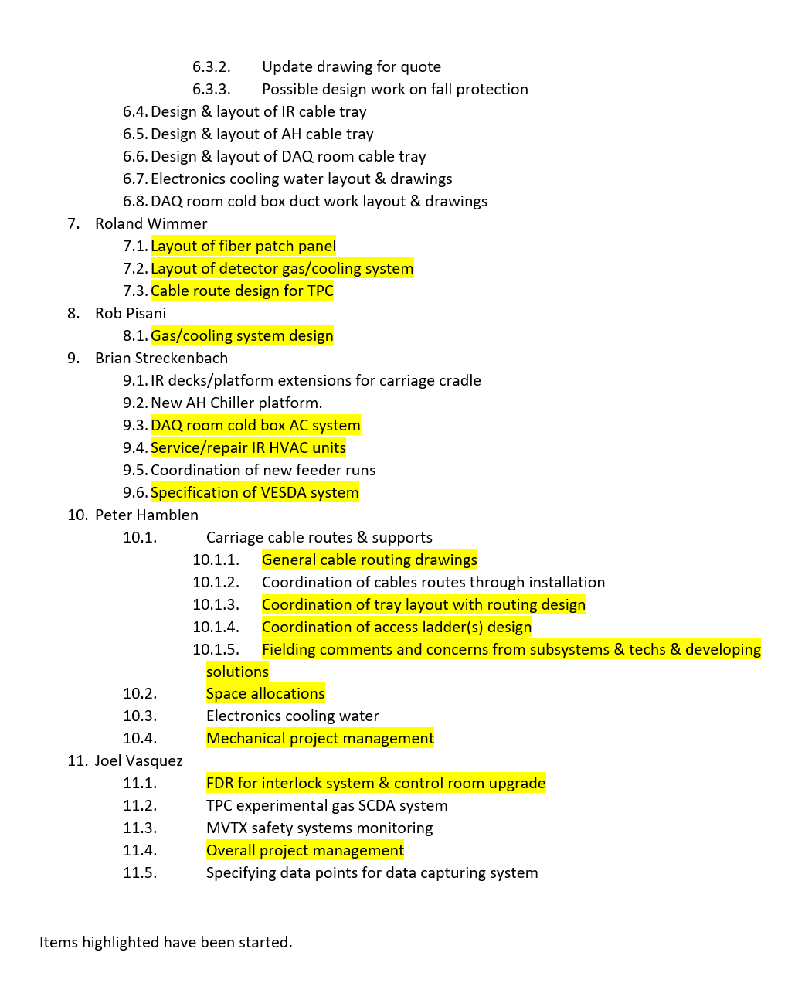 6.3.2. Update drawing for quote
6.3.3. Possible design work on fall protection
6.4. Design & layout of IR cable tray
6.5. Design & layout of AH cable tray
6.6. Design & layout of DAQ room cable tray
6.7. Electronics cooling water layout & drawings
6.8. DAQ room cold box duct work layout & drawings
7. Roland Wimmer
7.1. Layout of fiber patch panel
7.2. Layout of detector gas/cooling system
7.3. Cable route design for TPC
8. Rob Pisani
8.1. Gas/cooling system design
9. Brian Streckenbach
9.1. IR decks/platform extensions for carriage cradle
9.2. New AH Chiller platform.
9.3. DAQ room cold box AC system
9.4. Service/repair IR HVAC units
9.5. Coordination of new feeder runs
9.6. Specification of VESDA system
10. Peter Hamblen
10.1. Carriage cable routes & supports
10.1.1. General cable routing drawings
10.1.2. Coordination of cables routes through installation
10.1.3. Coordination of tray layout with routing design
10.1.4. Coordination of access ladder(s) design
10.1.5. Fielding comments and concerns from subsystems & techs & developing
solutions
10.2. Space allocations
10.3. Electronics cooling water
10.4. Mechanical project management
11. Joel Vasquez
11.1. FDR for interlock system & control room upgrade
11.2. TPC experimental gas SCDA system
11.3. MVTX safety systems monitoring
11.4. Overall project management
11.5. Specifying data points for data capturing system
Items highlighted have been started.